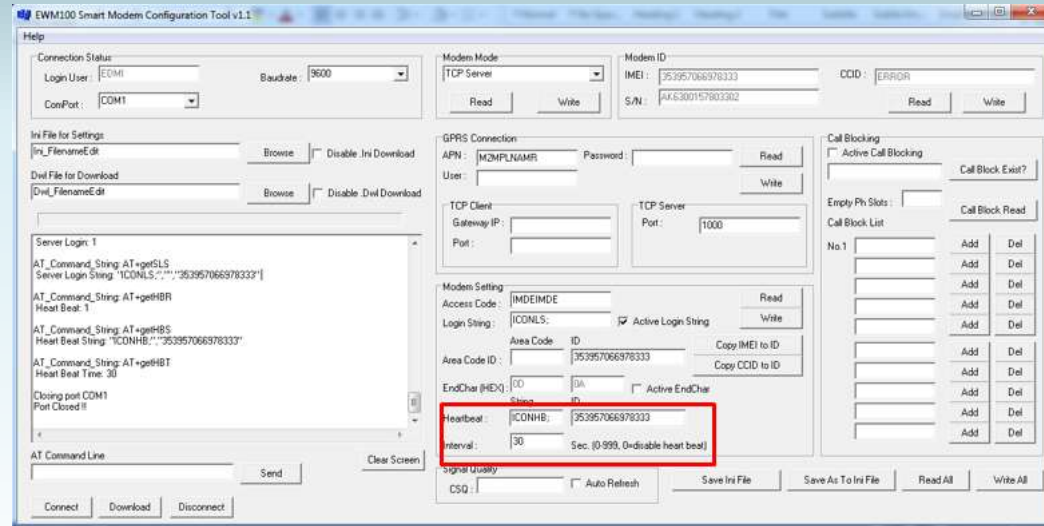 EWM100 Smart Modem Configuration Tool v1.1
Help
Connection Status
Login User : EDMI
Baudrate : 9600
ComPort : COM1
Modem Mode
TCP Server
Read Write
Modem ID
IMEI : 353957066978333
CCID : ERROR
S/N : AK6300157803302
Read Write
Ini File for Settings
Ini_FilenameEdit Browse Disable .Ini Download
Dwl File for Download
Dwl_FilenameEdit Browse Disable .Dwl Download
Server Login: 1
AT_Command_String: AT+getSLS
Server Login String: "ICONLS;","","353957066978333"
AT_Command_String: AT+getHBR
Heart Beat: 1
AT_Command_String: AT+getHBS
Heart Beat String: "ICONHB;","353957066978333"
AT_Command_String: AT+getHBT
Heart Beat Time: 30
Closing port COM1
Port Closed !!
AT Command Line
Clear Screen
Send
Connect Download Disconnect
GPRS Connection
APN : M2MPLNAMR Password : Read
User : Write
TCP Client
Gateway IP :
Port :
TCP Server
Port : 1000
Modem Setting
Access Code : IMDEIMDE Read
Login String : ICONLS; Active Login String Write
Area Code ID
Area Code ID : 353957066978333
Copy IMEI to ID
Copy CCID to ID
EndChar (HEX) : 0D 0A Active EndChar
String ID
Heartbeat : ICONHB; 353957066978333
Interval : 30 Sec. (0-999, 0=disable heart beat)
Signal Quality
CSQ : Auto Refresh
Save Ini File Save As To Ini File Read All Write All
Call Blocking
Active Call Blocking
Call Block Exist?
Empty Ph Slots :
Call Block Read
Call Block List
No.1 Add Del
Add Del
Add Del
Add Del
Add Del
Add Del
Add Del
Add Del
Add Del
Add Del